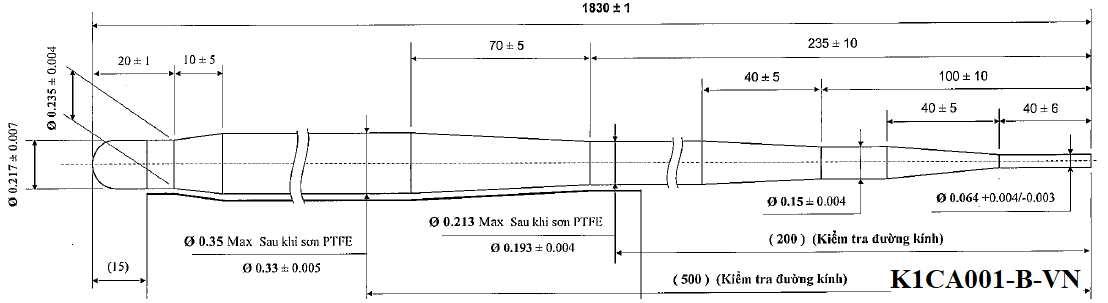 1830 ± 1
70 ± 5
235 ± 10
20 ± 1
10 ± 5
40 ± 5
100 ± 10
40 ± 5
40 ± 6
Ø 0.235 ± 0.004
Ø 0.217 ± 0.007
Ø 0.15 ± 0.004
Ø 0.064 +0.004/-0.003
Ø 0.213 Max Sau khi sơn PTFE
Ø 0.193 ± 0.004
Ø 0.35 Max Sau khi sơn PTFE
Ø 0.33 ± 0.005
( 200 ) (Kiểm tra đường kính)
(15)
( 500 ) (Kiểm tra đường kính)
K1CA001-B-VN